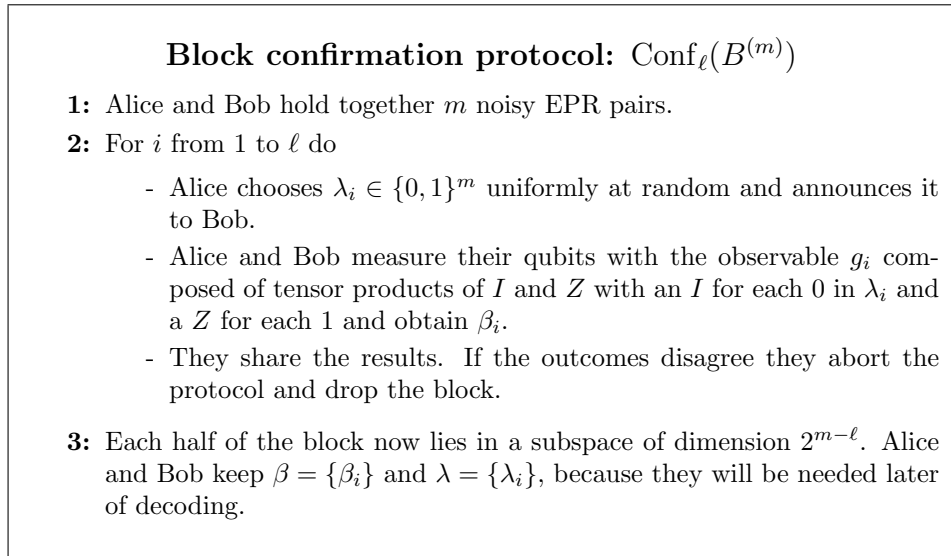 Block confirmation protocol: Conf_ℓ(B^(m))
1: Alice and Bob hold together m noisy EPR pairs.
2: For i from 1 to ℓ do
- Alice chooses λ_i ∈ {0, 1}^m uniformly at random and announces it
to Bob.
- Alice and Bob measure their qubits with the observable g_i com-
posed of tensor products of I and Z with an I for each 0 in λ_i and
a Z for each 1 and obtain β_i.
- They share the results. If the outcomes disagree they abort the
protocol and drop the block.
3: Each half of the block now lies in a subspace of dimension 2^{m−ℓ}. Alice
and Bob keep β = {β_i} and λ = {λ_i}, because they will be needed later
of decoding.